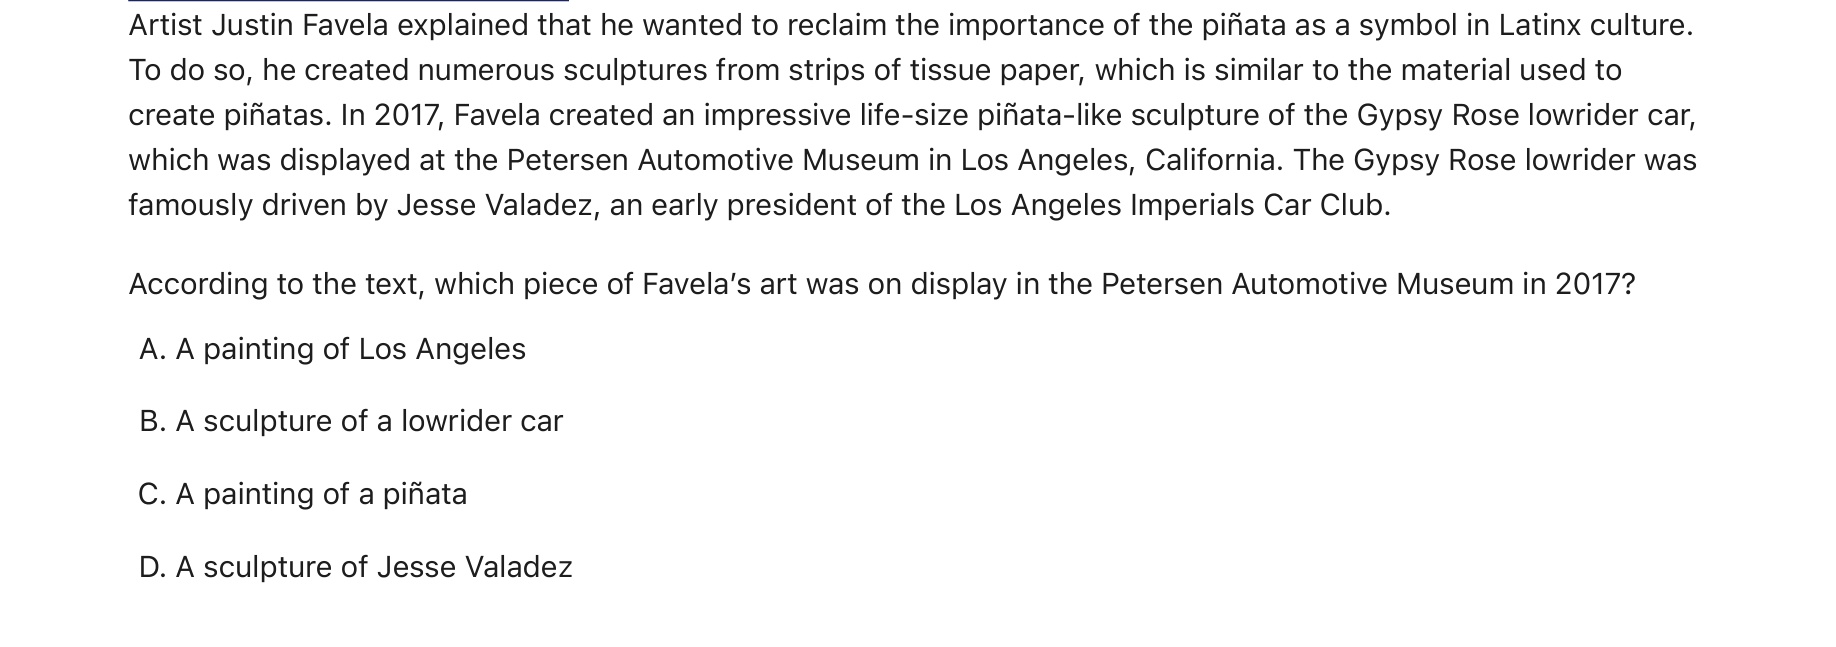 Artist Justin Favela explained that he wanted to reclaim the importance of the piñata as a symbol in Latinx culture.
To do so, he created numerous sculptures from strips of tissue paper, which is similar to the material used to
create piñatas. In 2017, Favela created an impressive life-size piñata-like sculpture of the Gypsy Rose lowrider car,
which was displayed at the Petersen Automotive Museum in Los Angeles, California. The Gypsy Rose lowrider was
famously driven by Jesse Valadez, an early president of the Los Angeles Imperials Car Club.
According to the text, which piece of Favela’s art was on display in the Petersen Automotive Museum in 2017?
A. A painting of Los Angeles
B. A sculpture of a lowrider car
C. A painting of a piñata
D. A sculpture of Jesse Valadez